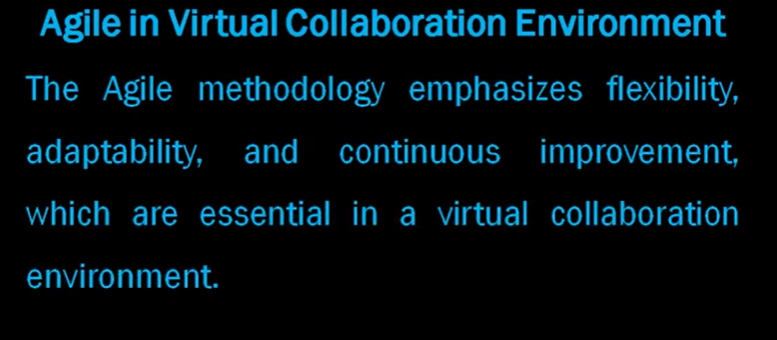 Agile in Virtual Collaboration Environment
The Agile methodology emphasizes flexibility,
adaptability, and continuous improvement,
which are essential in a virtual collaboration
environment.